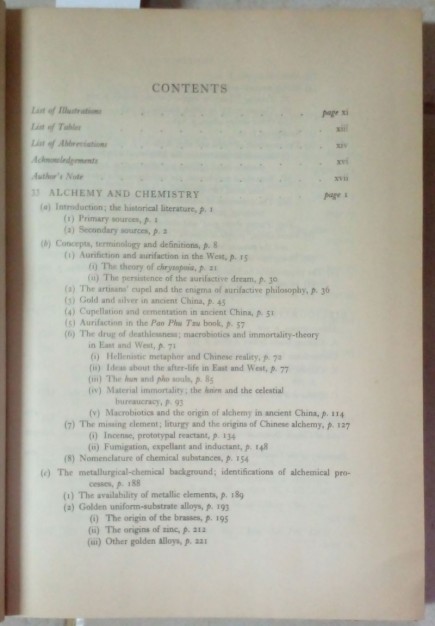 CONTENTS
List of Illustrations page xi
List of Tables xiii
List of Abbreviations xiv
Acknowledgements xvi
Author's Note xvii
33 ALCHEMY AND CHEMISTRY page 1
(a) Introduction; the historical literature, p. 1
(1) Primary sources, p. 1
(2) Secondary sources, p. 2
(b) Concepts, terminology and definitions, p. 8
(1) Aurifiction and aurifaction in the West, p. 15
(i) The theory of chrysopoia, p. 21
(ii) The persistence of the aurifactive dream, p. 30
(2) The artisans' cupel and the enigma of aurifactive philosophy, p. 36
(3) Gold and silver in ancient China, p. 45
(4) Cupellation and cementation in ancient China, p. 51
(5) Aurifaction in the Pao Phu Tzu book, p. 57
(6) The drug of deathlessness; macrobiotics and immortality-theory
in East and West, p. 71
(i) Hellenistic metaphor and Chinese reality, p. 72
(ii) Ideas about the after-life in East and West, p. 77
(iii) The hun and pho souls, p. 85
(iv) Material immortality; the hsien and the celestial
bureaucracy, p. 93
(v) Macrobiotics and the origin of alchemy in ancient China, p. 114
(7) The missing element; liturgy and the origins of Chinese alchemy, p. 127
(i) Incense, prototypal reactant, p. 134
(ii) Fumigation, expellant and inductant, p. 148
(8) Nomenclature of chemical substances, p. 154
(c) The metallurgical-chemical background; identifications of alchemical pro-
cesses, p. 188
(1) The availability of metallic elements, p. 189
(2) Golden uniform-substrate alloys, p. 193
(i) The origin of the brasses, p. 195
(ii) The origins of zinc, p. 212
(iii) Other golden alloys, p. 221